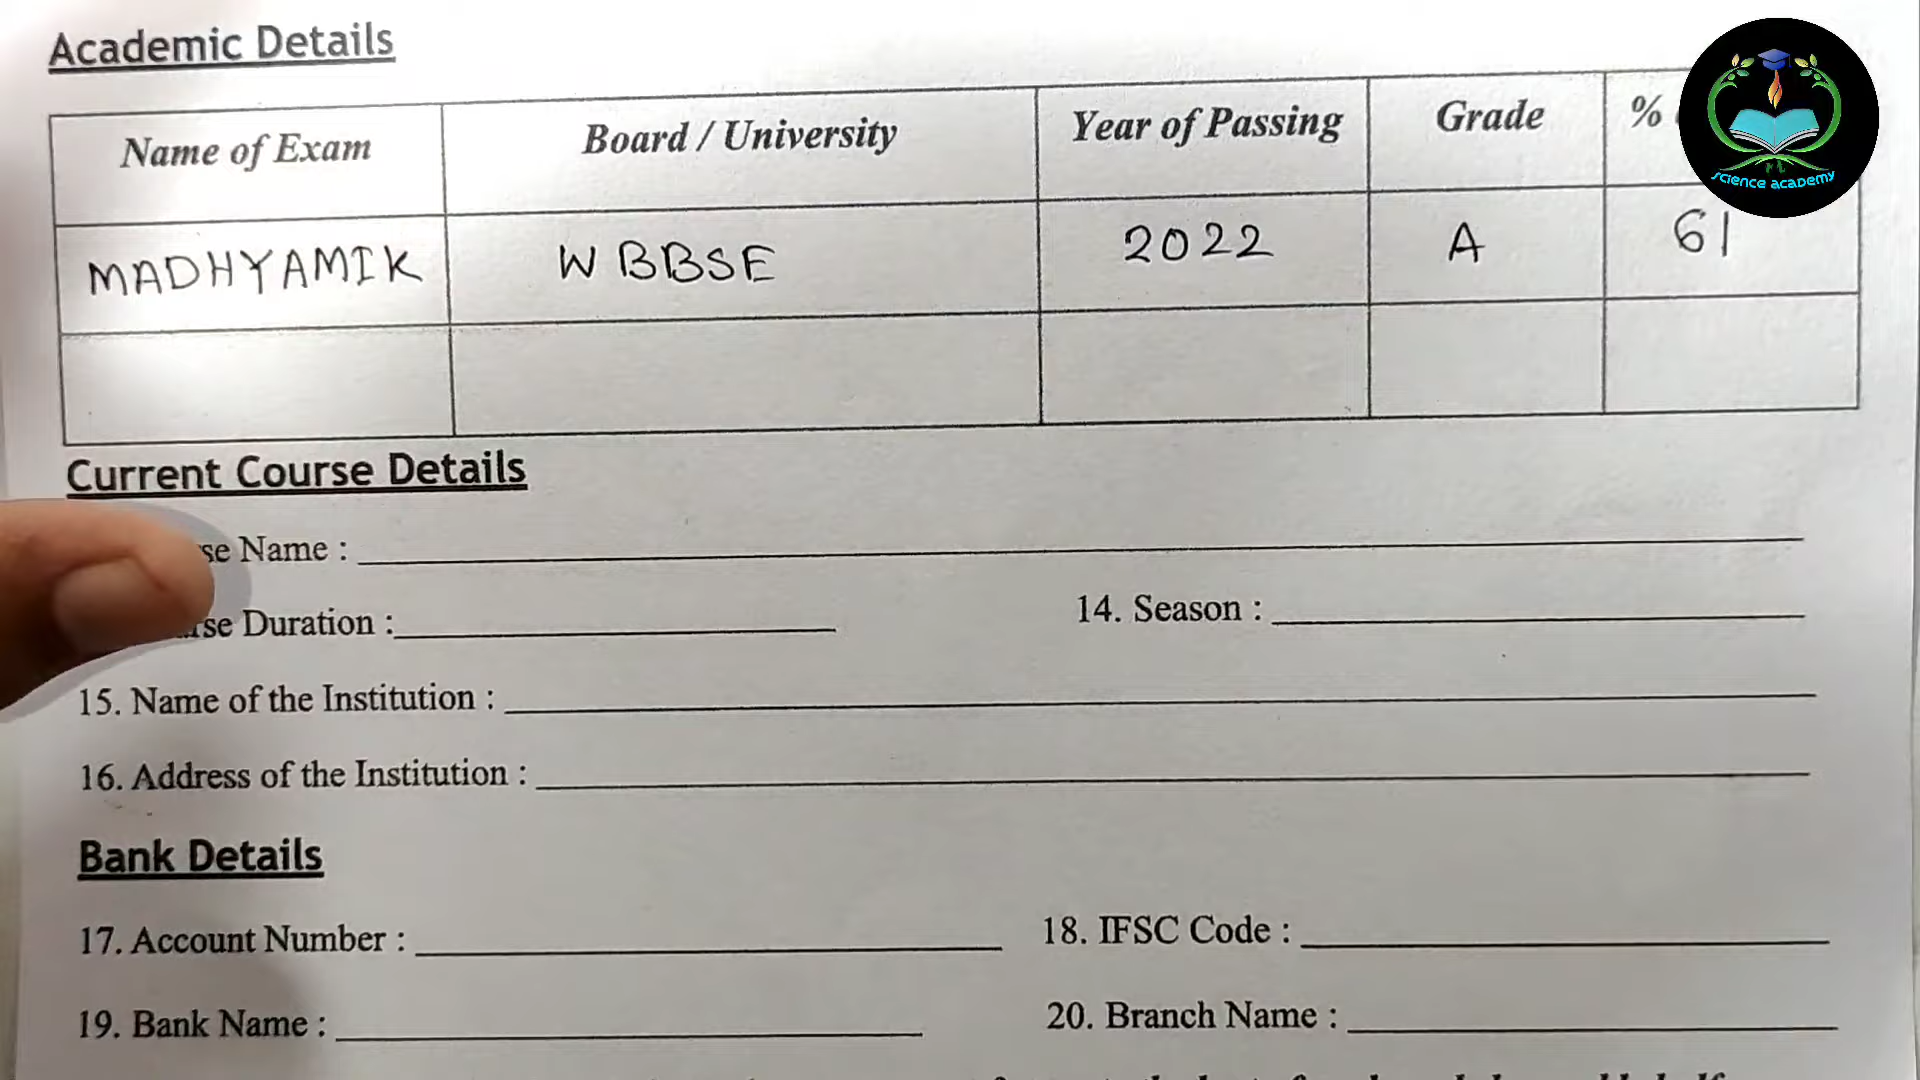 Academic Details
Name of Exam Board / University Year of Passing Grade %
MADHYAMIK WBBSE 2022 A 61
Current Course Details
se Name :
rse Duration : 14. Season :
15. Name of the Institution :
16. Address of the Institution :
Bank Details
17. Account Number : 18. IFSC Code :
19. Bank Name : 20. Branch Name :
science academy